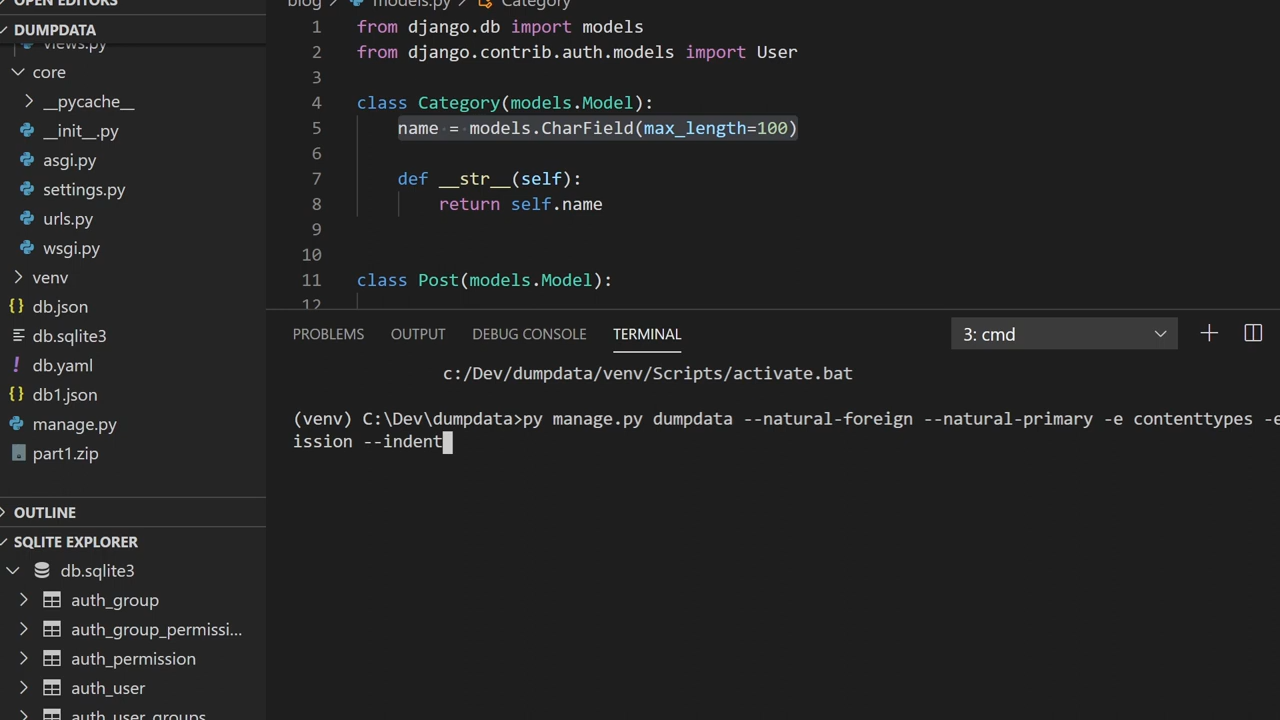 OPEN EDITORS
DUMPDATA
views.py
core
__pycache__
__init__.py
asgi.py
settings.py
urls.py
wsgi.py
venv
db.json
db.sqlite3
db.yaml
db1.json
manage.py
part1.zip
OUTLINE
SQLITE EXPLORER
db.sqlite3
auth_group
auth_group_permissi...
auth_permission
auth_user
auth_user_groups
blog > models.py > Category
1 from django.db import models
2 from django.contrib.auth.models import User
3
4 class Category(models.Model):
5 name = models.CharField(max_length=100)
6
7 def __str__(self):
8 return self.name
9
10
11 class Post(models.Model):
12
PROBLEMS OUTPUT DEBUG CONSOLE TERMINAL 3: cmd
c:/Dev/dumpdata/venv/Scripts/activate.bat
(venv) C:\Dev\dumpdata>py manage.py dumpdata --natural-foreign --natural-primary -e contenttypes -e
ission --indent